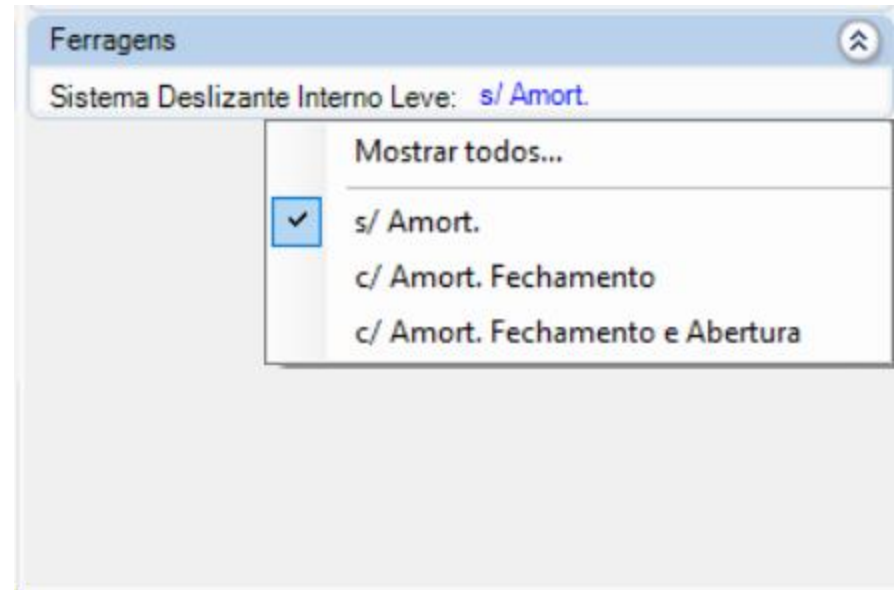 Ferragens
Sistema Deslizante Interno Leve: s/ Amort.
Mostrar todos...
s/ Amort.
c/ Amort. Fechamento
c/ Amort. Fechamento e Abertura